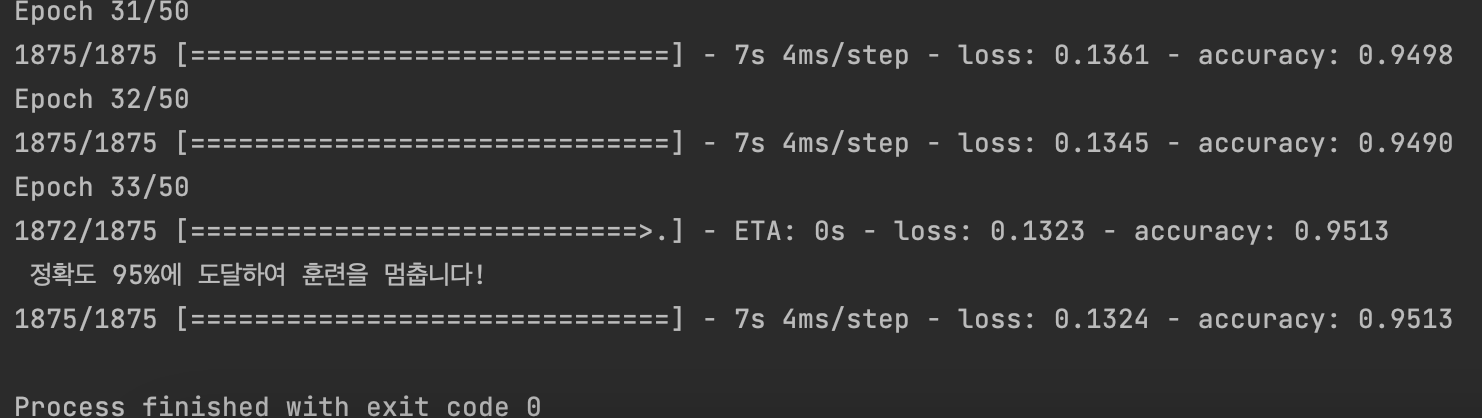 Epoch 31/50
1875/1875 [==============================] - 7s 4ms/step - loss: 0.1361 - accuracy: 0.9498
Epoch 32/50
1875/1875 [==============================] - 7s 4ms/step - loss: 0.1345 - accuracy: 0.9490
Epoch 33/50
1872/1875 [============================>.] - ETA: 0s - loss: 0.1323 - accuracy: 0.9513
정확도 95%에 도달하여 훈련을 멈춥니다!
1875/1875 [==============================] - 7s 4ms/step - loss: 0.1324 - accuracy: 0.9513
Process finished with exit code 0